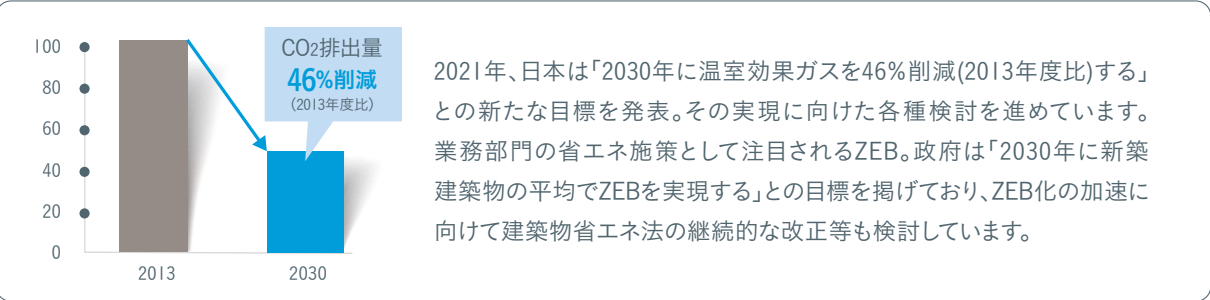 100
80
60
40
20
0
2013
2030
CO2排出量
46%削減
(2013年度比)
2021年、日本は「2030年に温室効果ガスを46%削減(2013年度比)する」
との新たな目標を発表。その実現に向けた各種検討を進めています。
業務部門の省エネ施策として注目されるZEB。政府は「2030年に新築
建築物の平均でZEBを実現する」との目標を掲げており、ZEB化の加速に
向けて建築物省エネ法の継続的な改正等も検討しています。